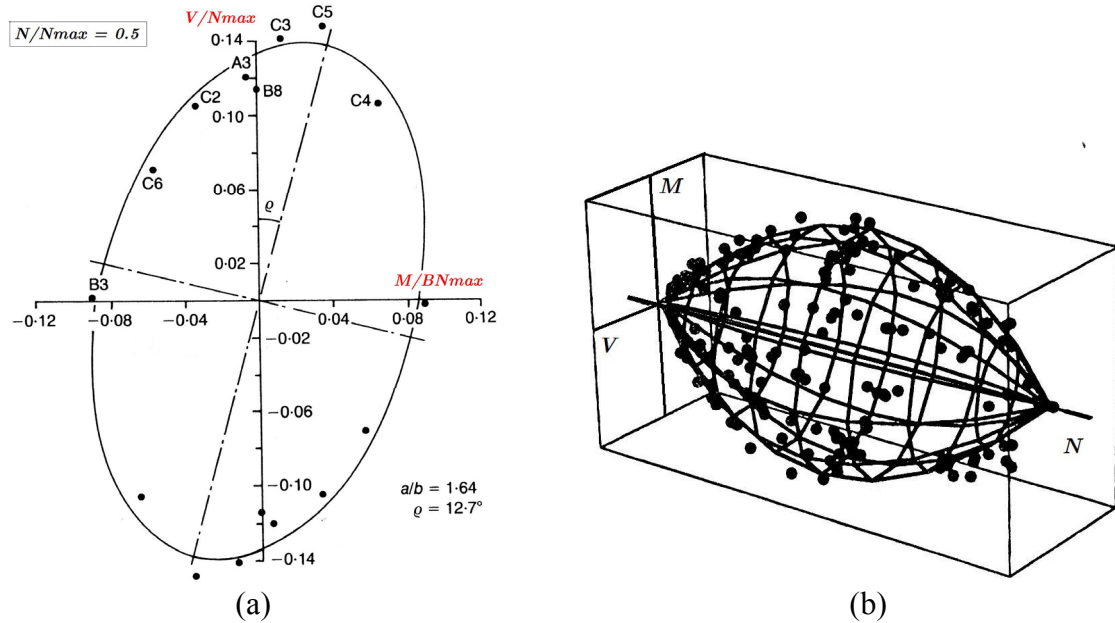 N/Nmax = 0.5
V/Nmax
C3
C5
0·14
A3
C2
B8
C4
0·10
C6
0·06
ϱ
0·02
B3
M/BNmax
−0.12
−0.08
−0.04
0.04
0.08
0.12
−0.02
−0.06
−0.10
−0.14
a/b = 1·64
ϱ = 12·7°
(a)
M
V
N
(b)